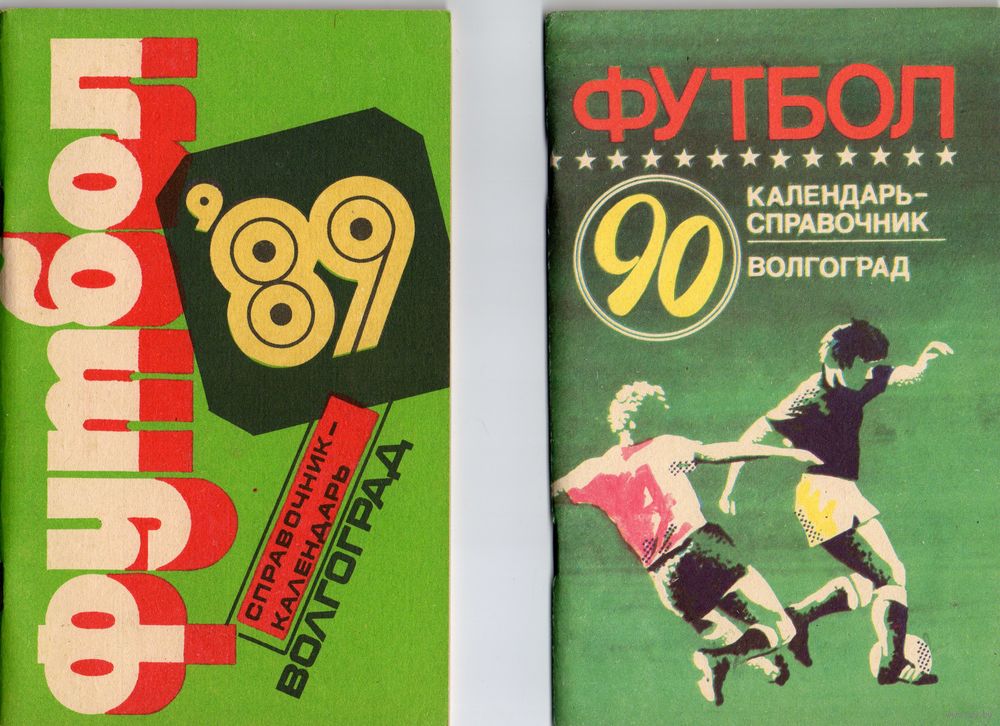 футбол
'89
СПРАВОЧНИК-
КАЛЕНДАРЬ
ВОЛГОГРАД
ФУТБОЛ
90
КАЛЕНДАРЬ-
СПРАВОЧНИК
ВОЛГОГРАД